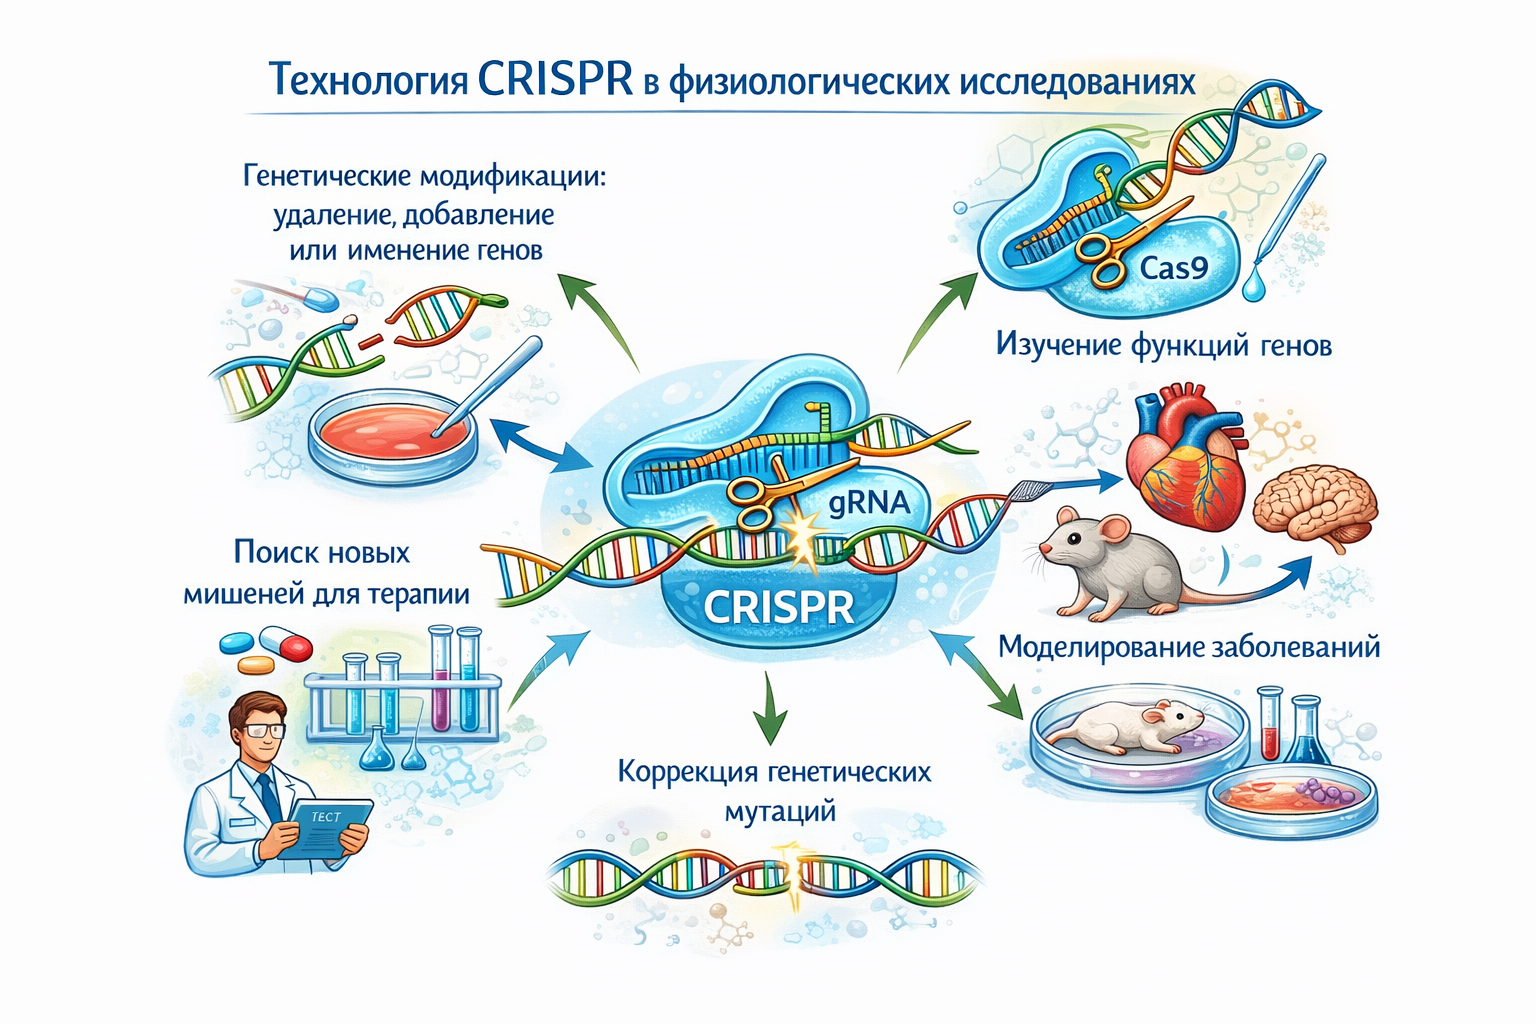 Технология CRISPR в физиологических исследованиях
Генетические модификации:
удаление, добавление
или именение генов
Cas9
Изучение функций генов
gRNA
CRISPR
Поиск новых
мишеней для терапии
ТЕСТ
Моделирование заболеваний
Коррекция генетических
мутаций